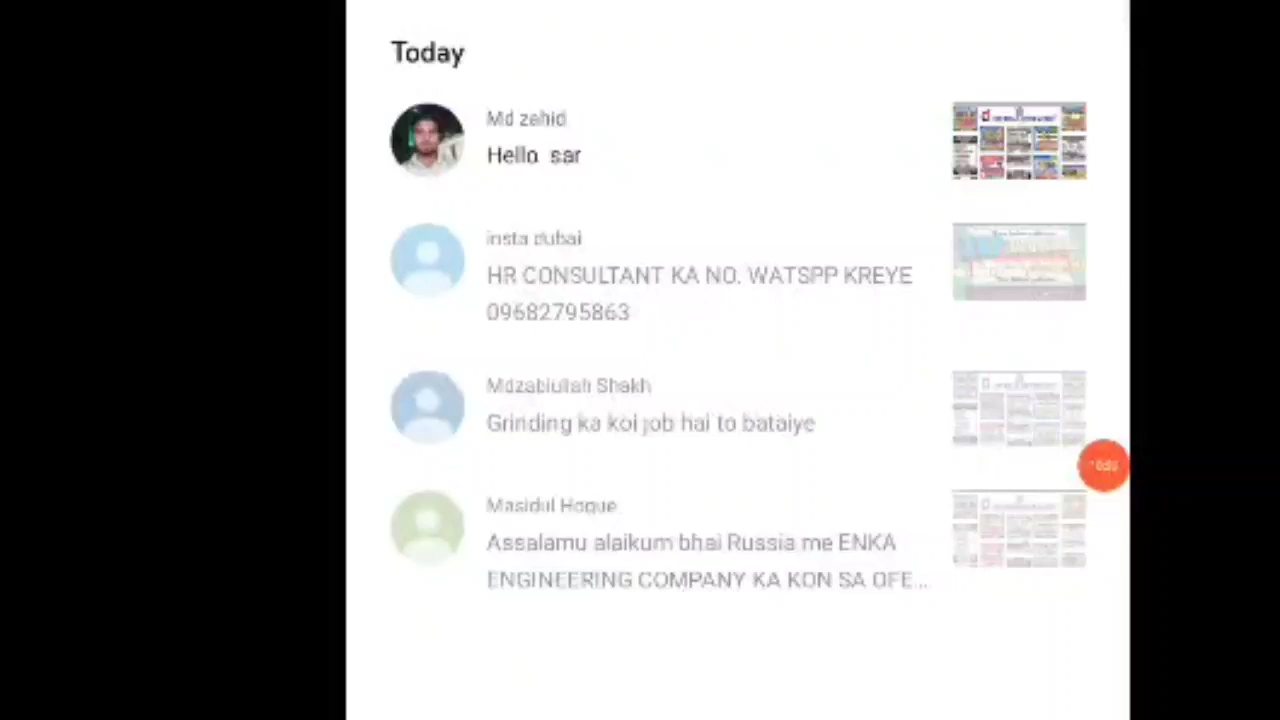 Today
Md zahid
Hello sar
insta dubai
HR CONSULTANT KA NO. WATSPP KREYE
09682795863
Mdzabiullah Shakh
Grinding ka koi job hai to bataiye
Masidul Hoque
Assalamu alaikum bhai Russia me ENKA
ENGINEERING COMPANY KA KON SA OFE...